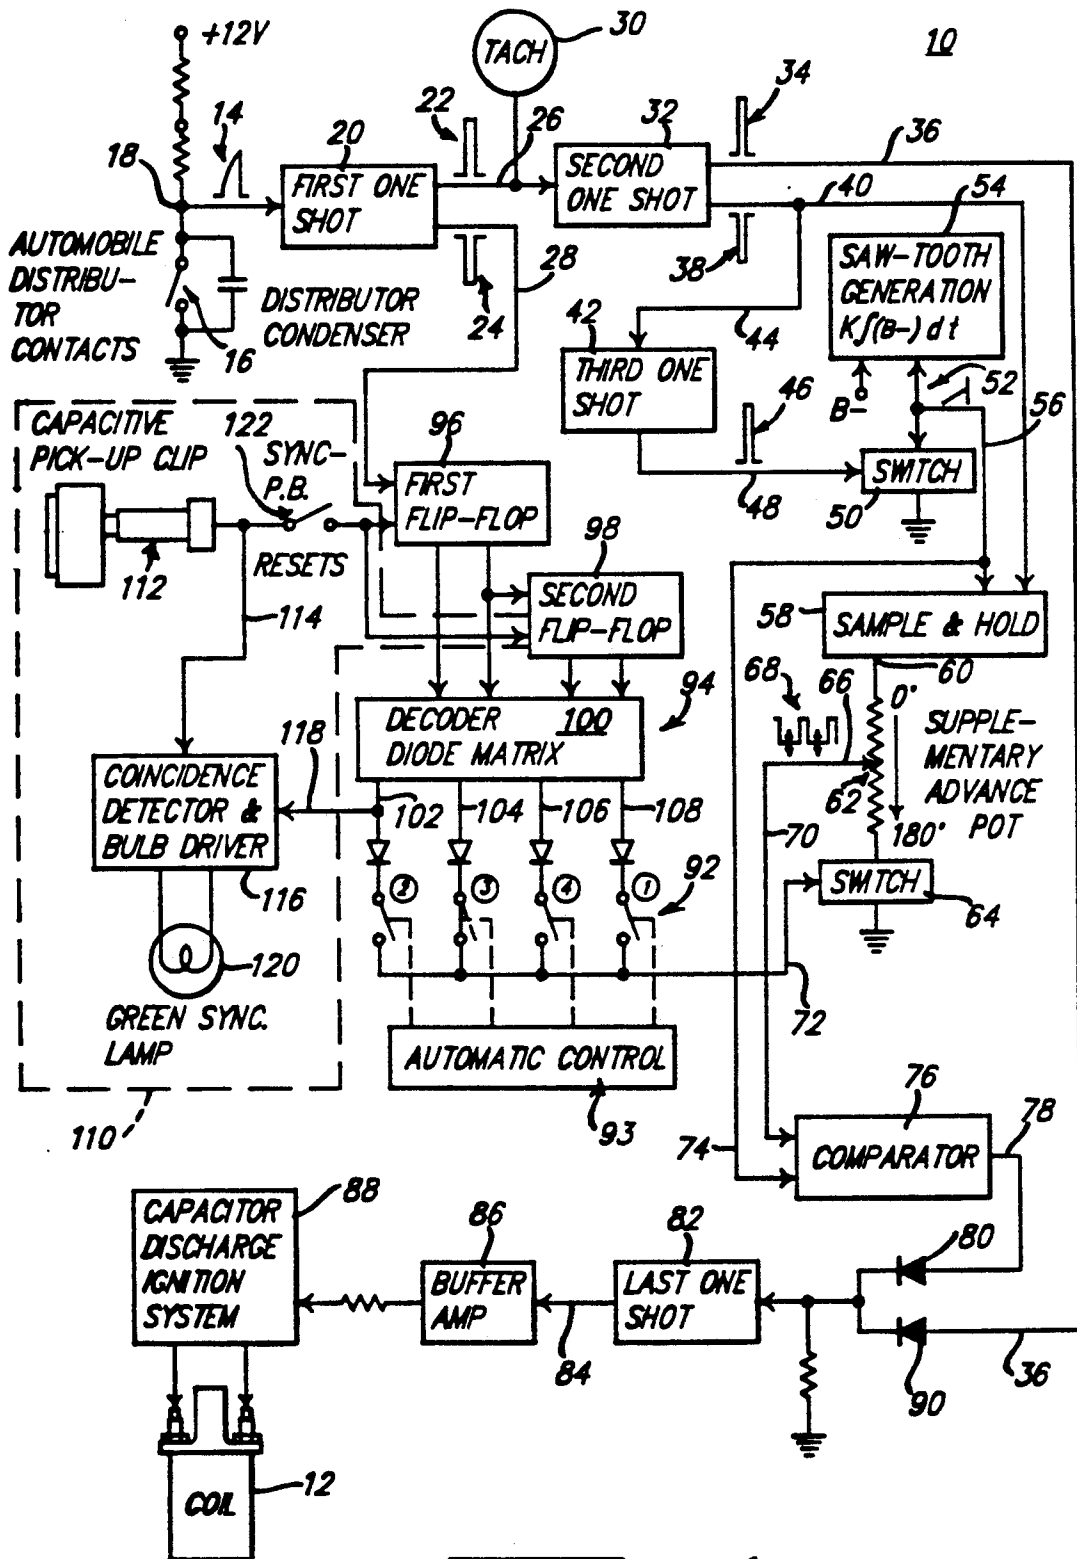 +12V
TACH
30
10
14
22
34
20
26
32
36
18
FIRST ONE
SHOT
SECOND
ONE SHOT
40
54
AUTOMOBILE
DISTRIBU-
TOR
CONTACTS
16
DISTRIBUTOR
CONDENSER
24
28
38
42
44
SAW-TOOTH
GENERATION
K∫(B-) dt
THIRD ONE
SHOT
46
B-
52
56
CAPACITIVE
PICK-UP CLIP
122
SYNC-
P.B.
96
FIRST
FLIP-FLOP
48
SWITCH
50
112
RESETS
98
SECOND
FLIP-FLOP
58
SAMPLE & HOLD
114
60
68
66
0°
94
DECODER 100
DIODE MATRIX
SUPPLE-
MENTARY
ADVANCE
POT
62
180°
118
COINCIDENCE
DETECTOR &
BULB DRIVER
102
104
106
108
70
116
2
3
4
1
92
SWITCH
64
120
GREEN SYNC.
LAMP
72
AUTOMATIC CONTROL
93
110
76
78
74
COMPARATOR
88
CAPACITOR
DISCHARGE
IGNITION
SYSTEM
86
BUFFER
AMP
82
LAST ONE
SHOT
80
84
36
90
COIL
12